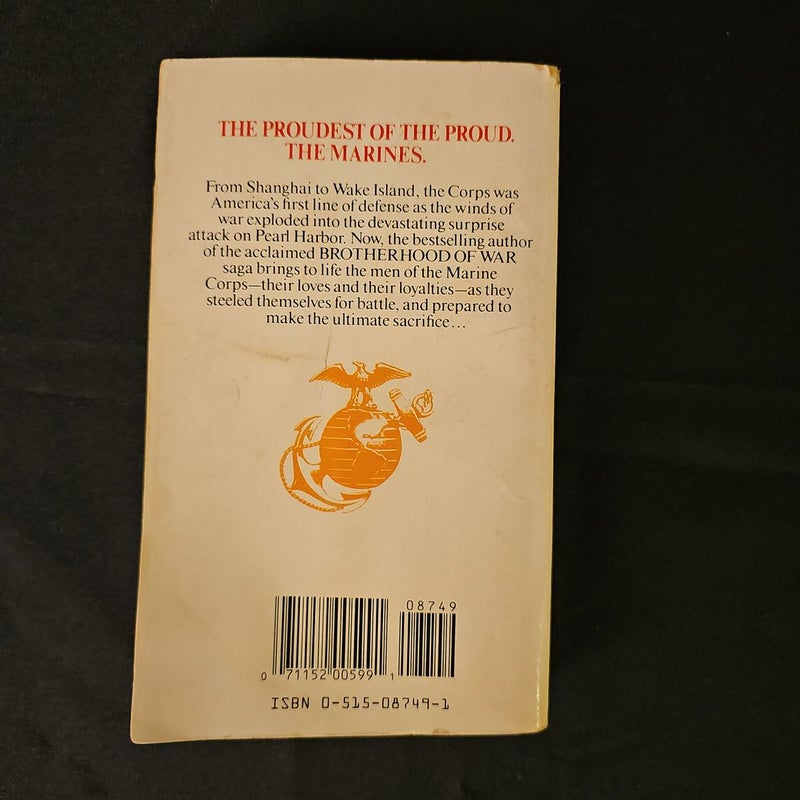 THE PROUDEST OF THE PROUD.
THE MARINES.
From Shanghai to Wake Island, the Corps was
America's first line of defense as the winds of
war exploded into the devastating surprise
attack on Pearl Harbor. Now, the bestselling author
of the acclaimed BROTHERHOOD OF WAR
saga brings to life the men of the Marine
Corps—their loves and their loyalties—as they
steeled themselves for battle, and prepared to
make the ultimate sacrifice...
08749
0 71152 00599 1
ISBN 0-515-08749-1